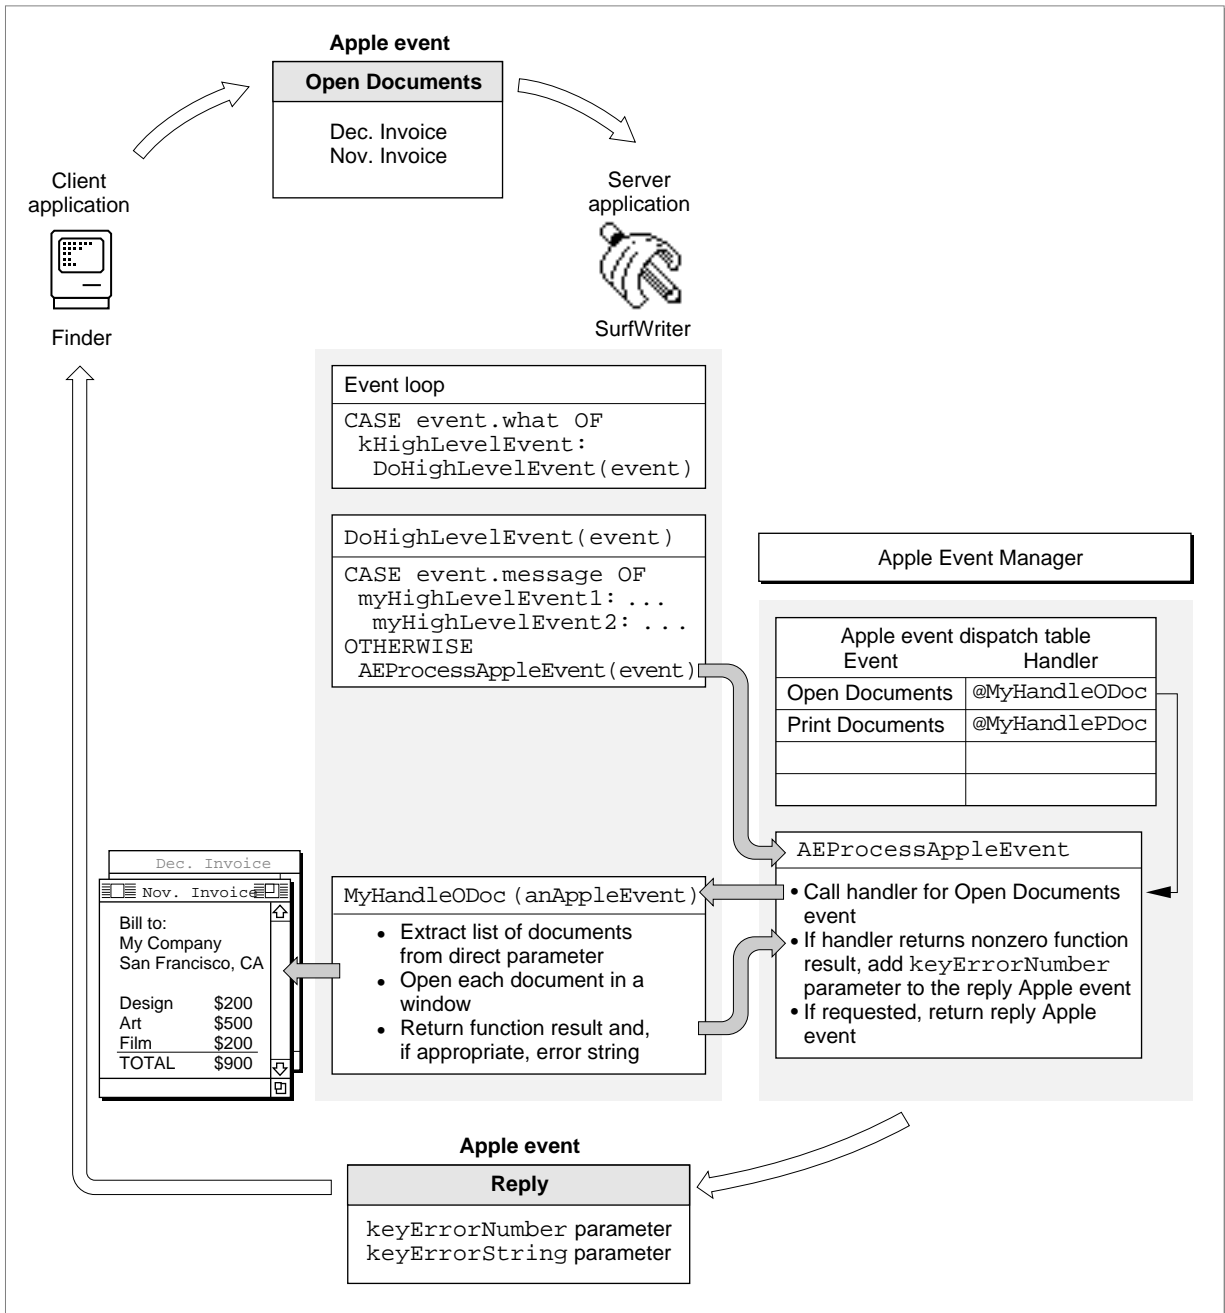 Apple event
Open Documents
Dec. Invoice
Nov. Invoice
Client
application
Finder
Server
application
SurfWriter
Event loop
CASE event.what OF
kHighLevelEvent:
DoHighLevelEvent(event)
DoHighLevelEvent(event)
CASE event.message OF
myHighLevelEvent1: ...
myHighLevelEvent2: ...
OTHERWISE
AEProcessAppleEvent(event)
Apple Event Manager
Apple event dispatch table
Event Handler
Open Documents @MyHandleODoc
Print Documents @MyHandlePDoc
AEProcessAppleEvent
• Call handler for Open Documents
event
• If handler returns nonzero function
result, add keyErrorNumber
parameter to the reply Apple event
• If requested, return reply Apple
event
MyHandleODoc (anAppleEvent)
• Extract list of documents
from direct parameter
• Open each document in a
window
• Return function result and,
if appropriate, error string
Dec. Invoice
Nov. Invoice
Bill to:
My Company
San Francisco, CA
Design $200
Art $500
Film $200
TOTAL $900
Apple event
Reply
keyErrorNumber parameter
keyErrorString parameter